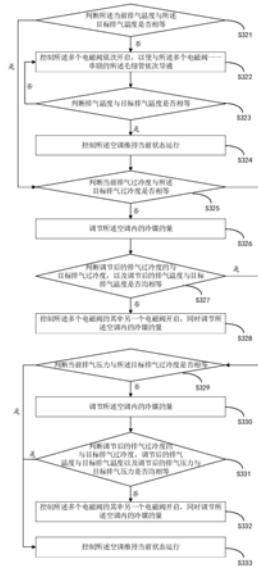 判断所述当前排气温度与所述
目标排气温度是否相等
S321
是
否
控制所述多个电磁阀依次开启，以便与所述多个电磁阀一一
串联的所述毛细管依次导通
S322
否
判断排气温度与目标排气温度是否相等
S323
是
控制所述空调维持当前状态运行
S324
判断当前排气过冷度与所述
目标排气过冷度是否相等
S325
否
调节所述空调内的冷媒的量
S326
判断调节后的排气过冷度的与
目标排气过冷度，以及调节后的排气温度与目标
排气温度是否均相等
是
S327
否
控制所述多个电磁阀的其中另一个电磁阀开启，同时调节所
述空调内的冷媒的量
S328
判断当前排气压力与所述目标排气过冷度是否相等
S329
是
否
调节所述空调内的冷媒的量
S330
判断调节后的排气过冷度的
与目标排气过冷度，调节后的排气
温度与目标排气温度以及调节后的排气压力与
目标排气压力是否均相等
是
S331
否
控制所述多个电磁阀的其中另一个电磁阀开启，同时调节所
述空调内的冷媒的量
S332
控制所述空调维持当前状态运行
S333